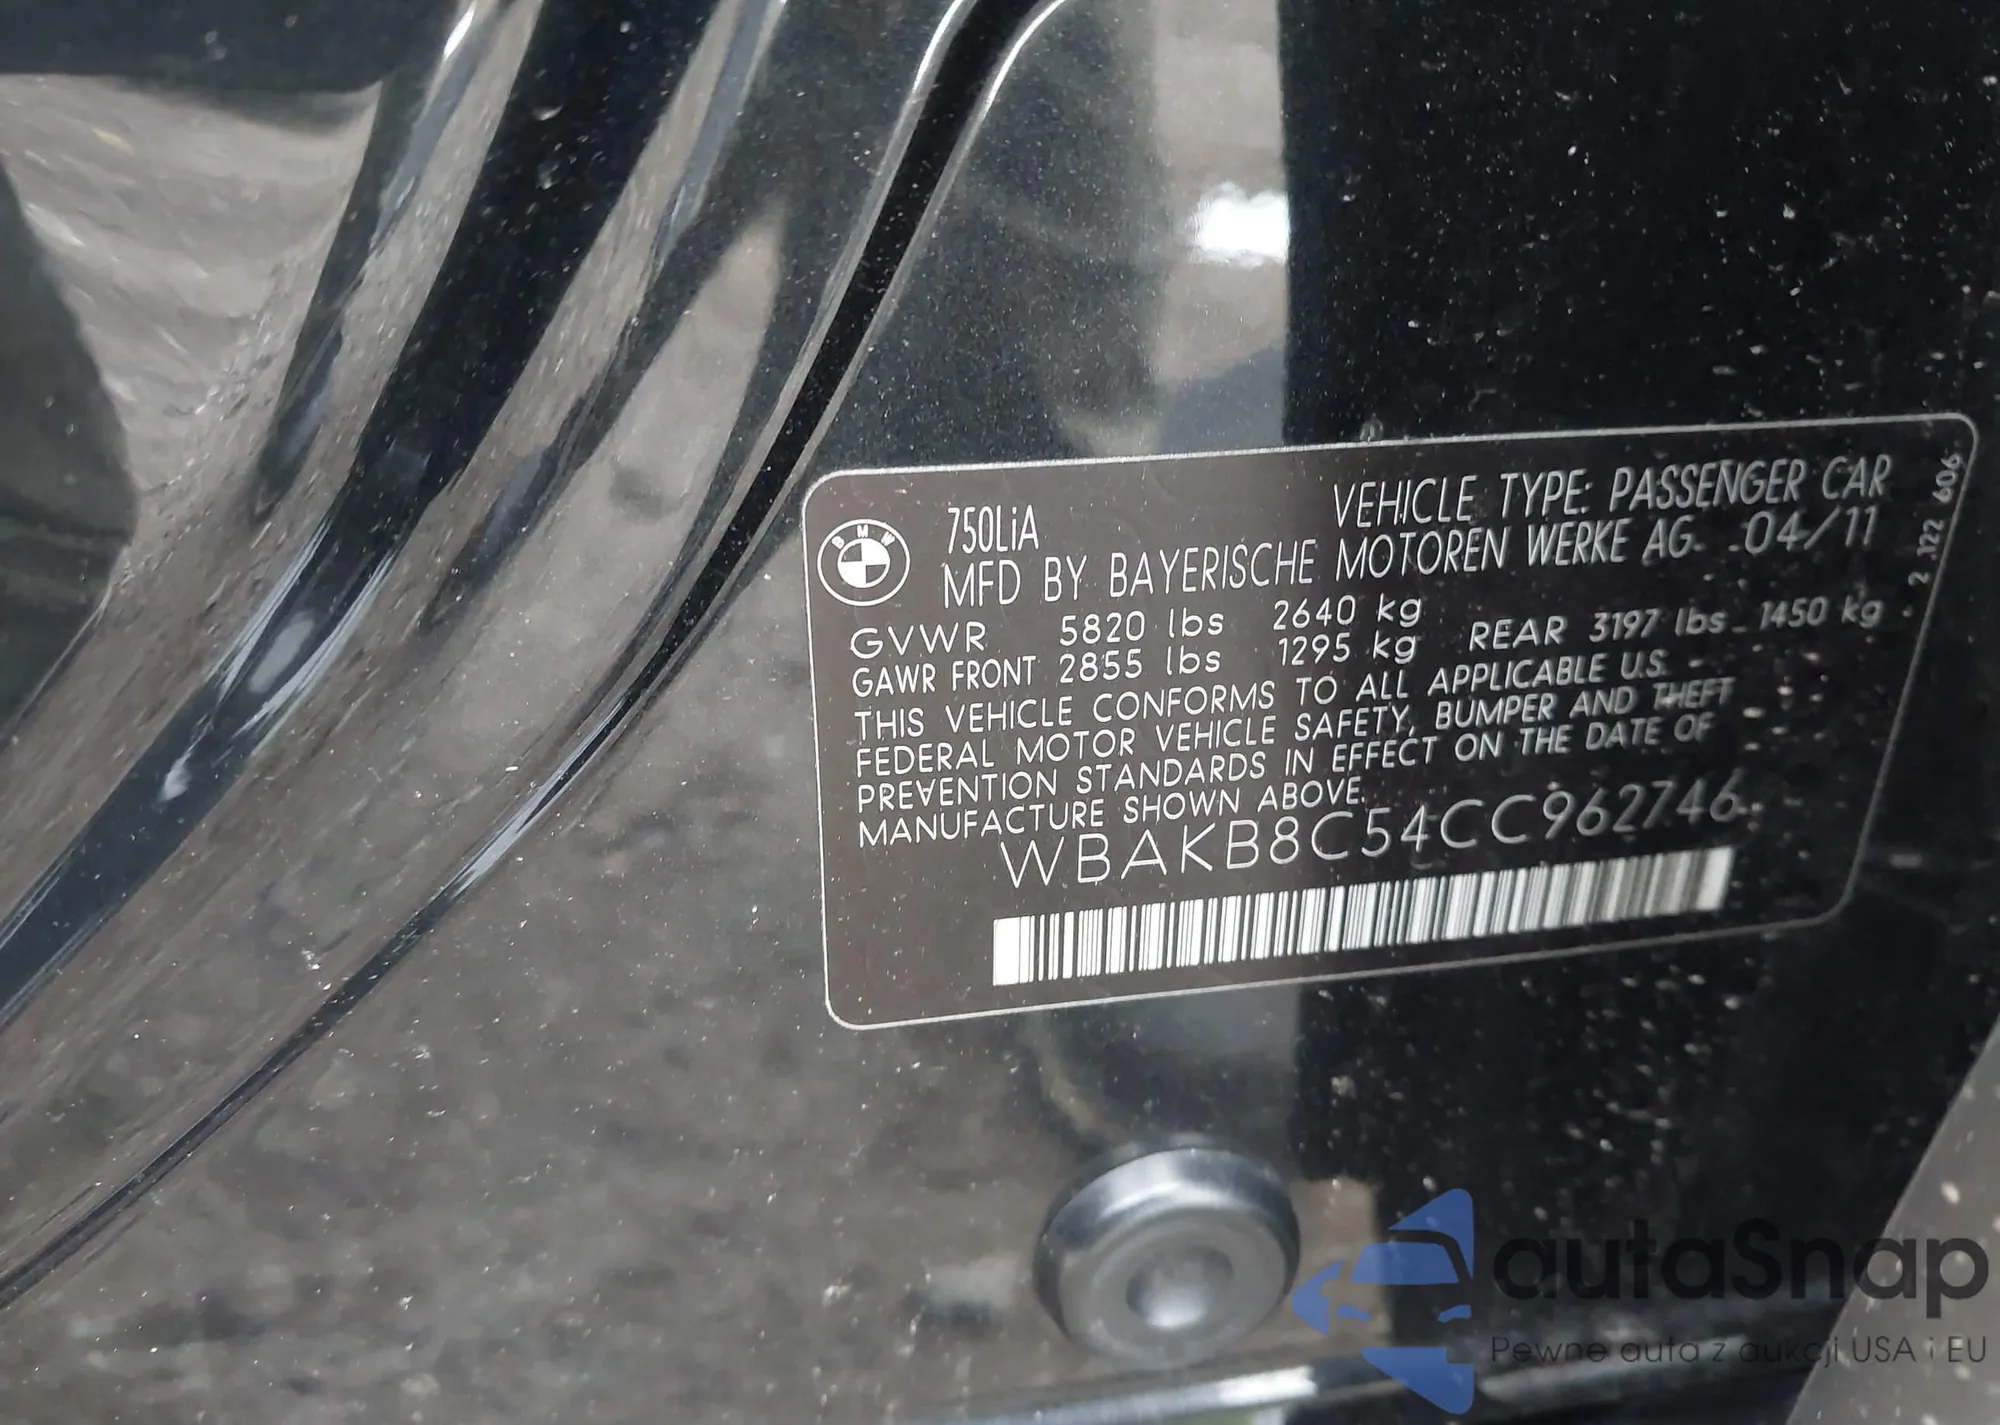 BMW
750LiA
VEHICLE TYPE: PASSENGER CAR
MFD BY BAYERISCHE MOTOREN WERKE AG 04/11
GVWR 5820 lbs 2640 kg
GAWR FRONT 2855 lbs 1295 kg REAR 3197 lbs 1450 kg
THIS VEHICLE CONFORMS TO ALL APPLICABLE U.S.
FEDERAL MOTOR VEHICLE SAFETY, BUMPER AND THEFT
PREVENTION STANDARDS IN EFFECT ON THE DATE OF
MANUFACTURE SHOWN ABOVE.
WBAKB8C54CC962746
2 122 606
autaSnap
Pewne auta z aukcji USA i EU